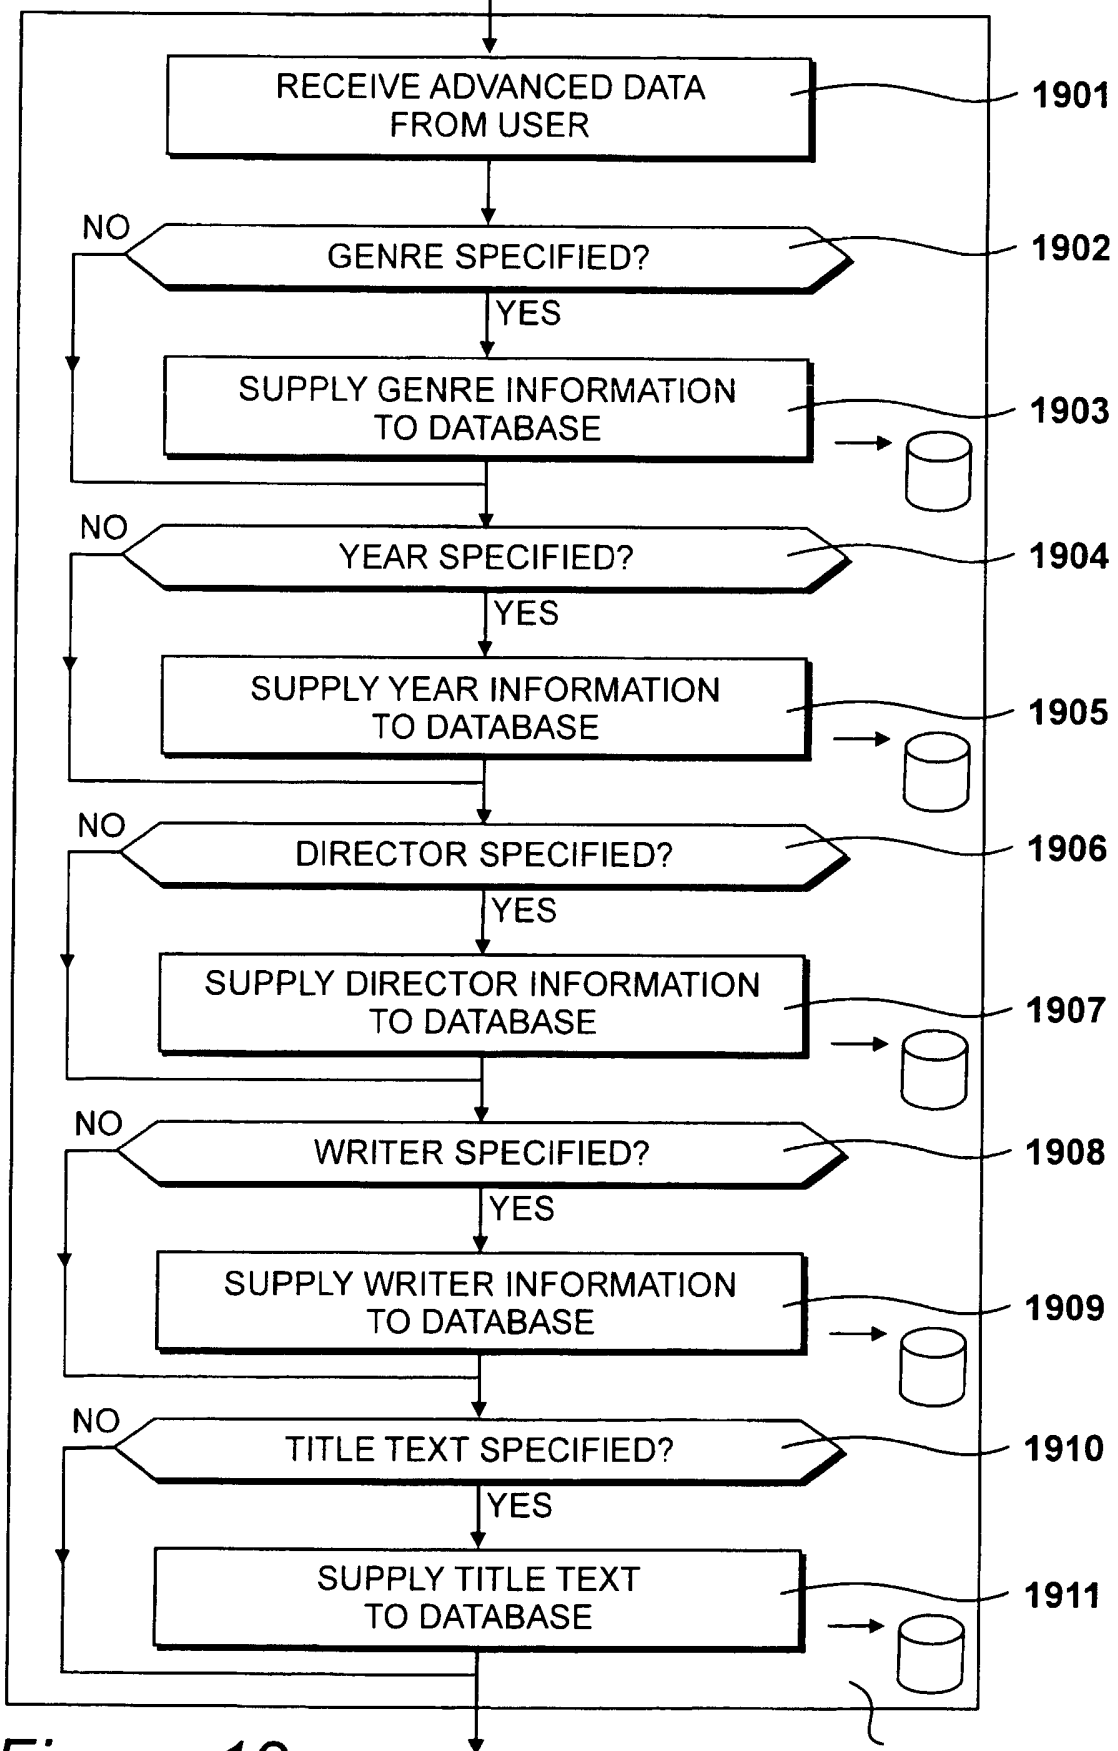 RECEIVE ADVANCED DATA
FROM USER
1901
NO
GENRE SPECIFIED?
1902
YES
SUPPLY GENRE INFORMATION
TO DATABASE
1903
NO
YEAR SPECIFIED?
1904
YES
SUPPLY YEAR INFORMATION
TO DATABASE
1905
NO
DIRECTOR SPECIFIED?
1906
YES
SUPPLY DIRECTOR INFORMATION
TO DATABASE
1907
NO
WRITER SPECIFIED?
1908
YES
SUPPLY WRITER INFORMATION
TO DATABASE
1909
NO
TITLE TEXT SPECIFIED?
1910
YES
SUPPLY TITLE TEXT
TO DATABASE
1911